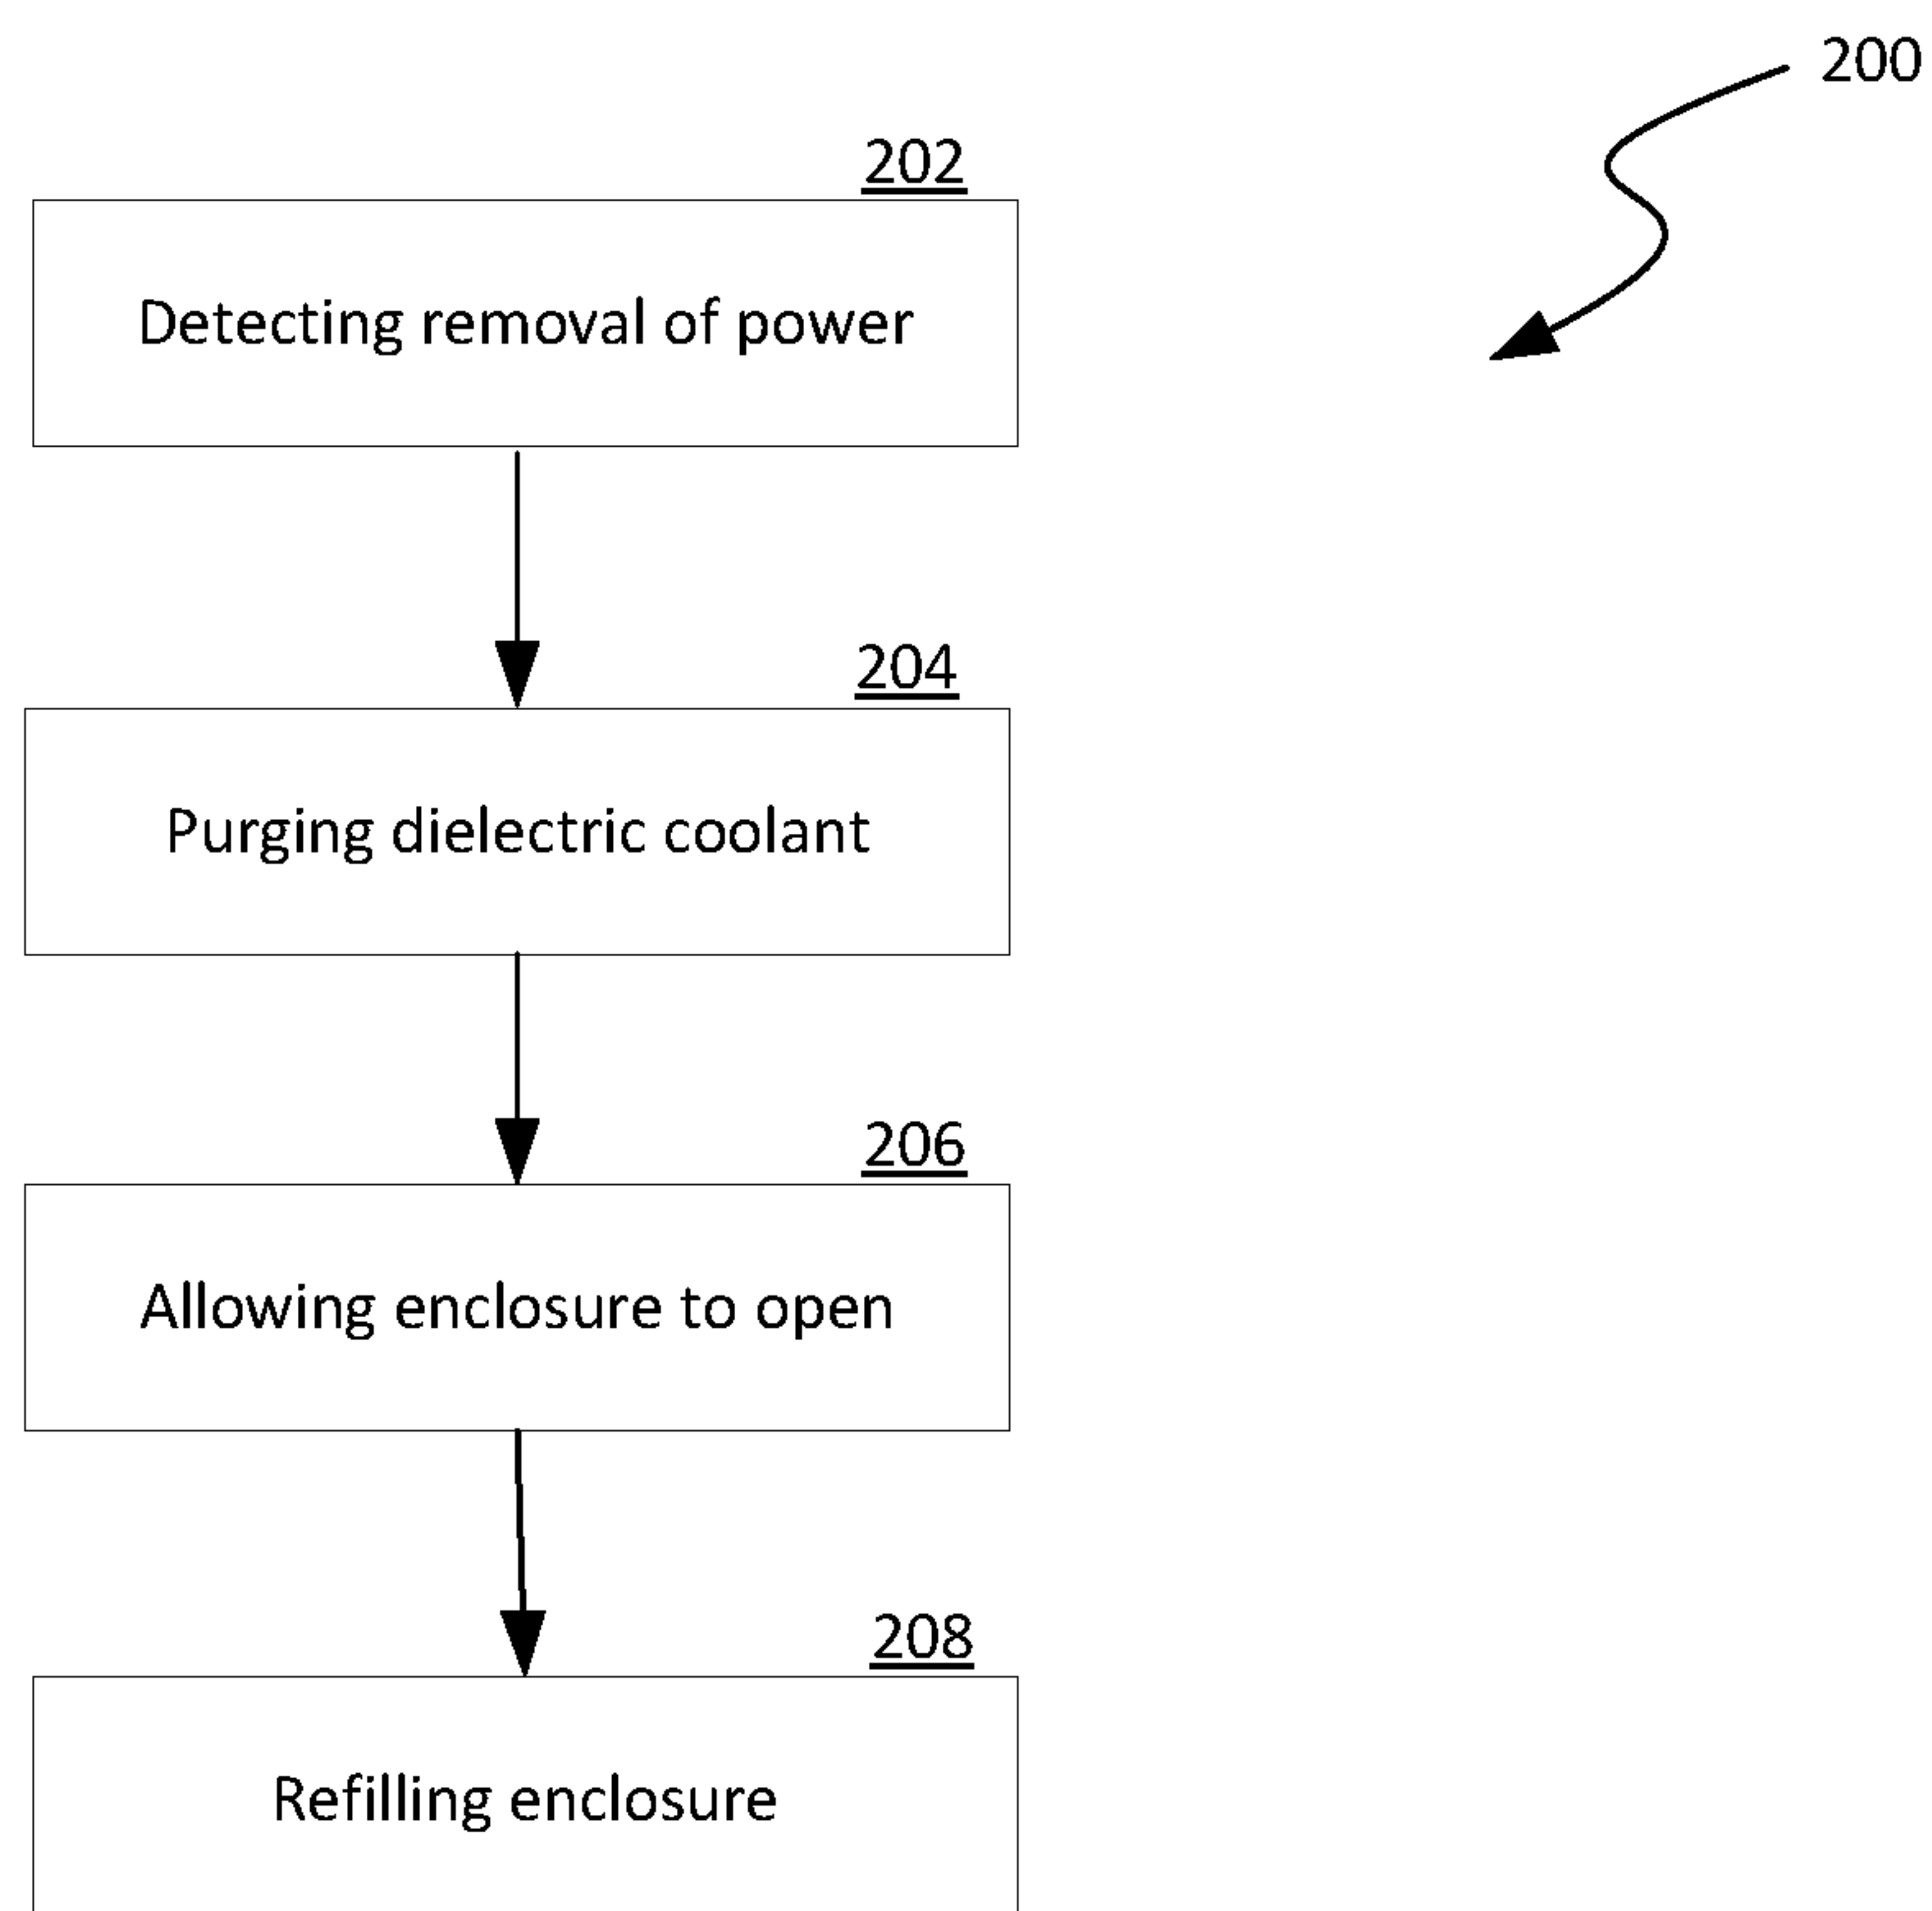 200
202
Detecting removal of power
204
Purging dielectric coolant
206
Allowing enclosure to open
208
Refilling enclosure